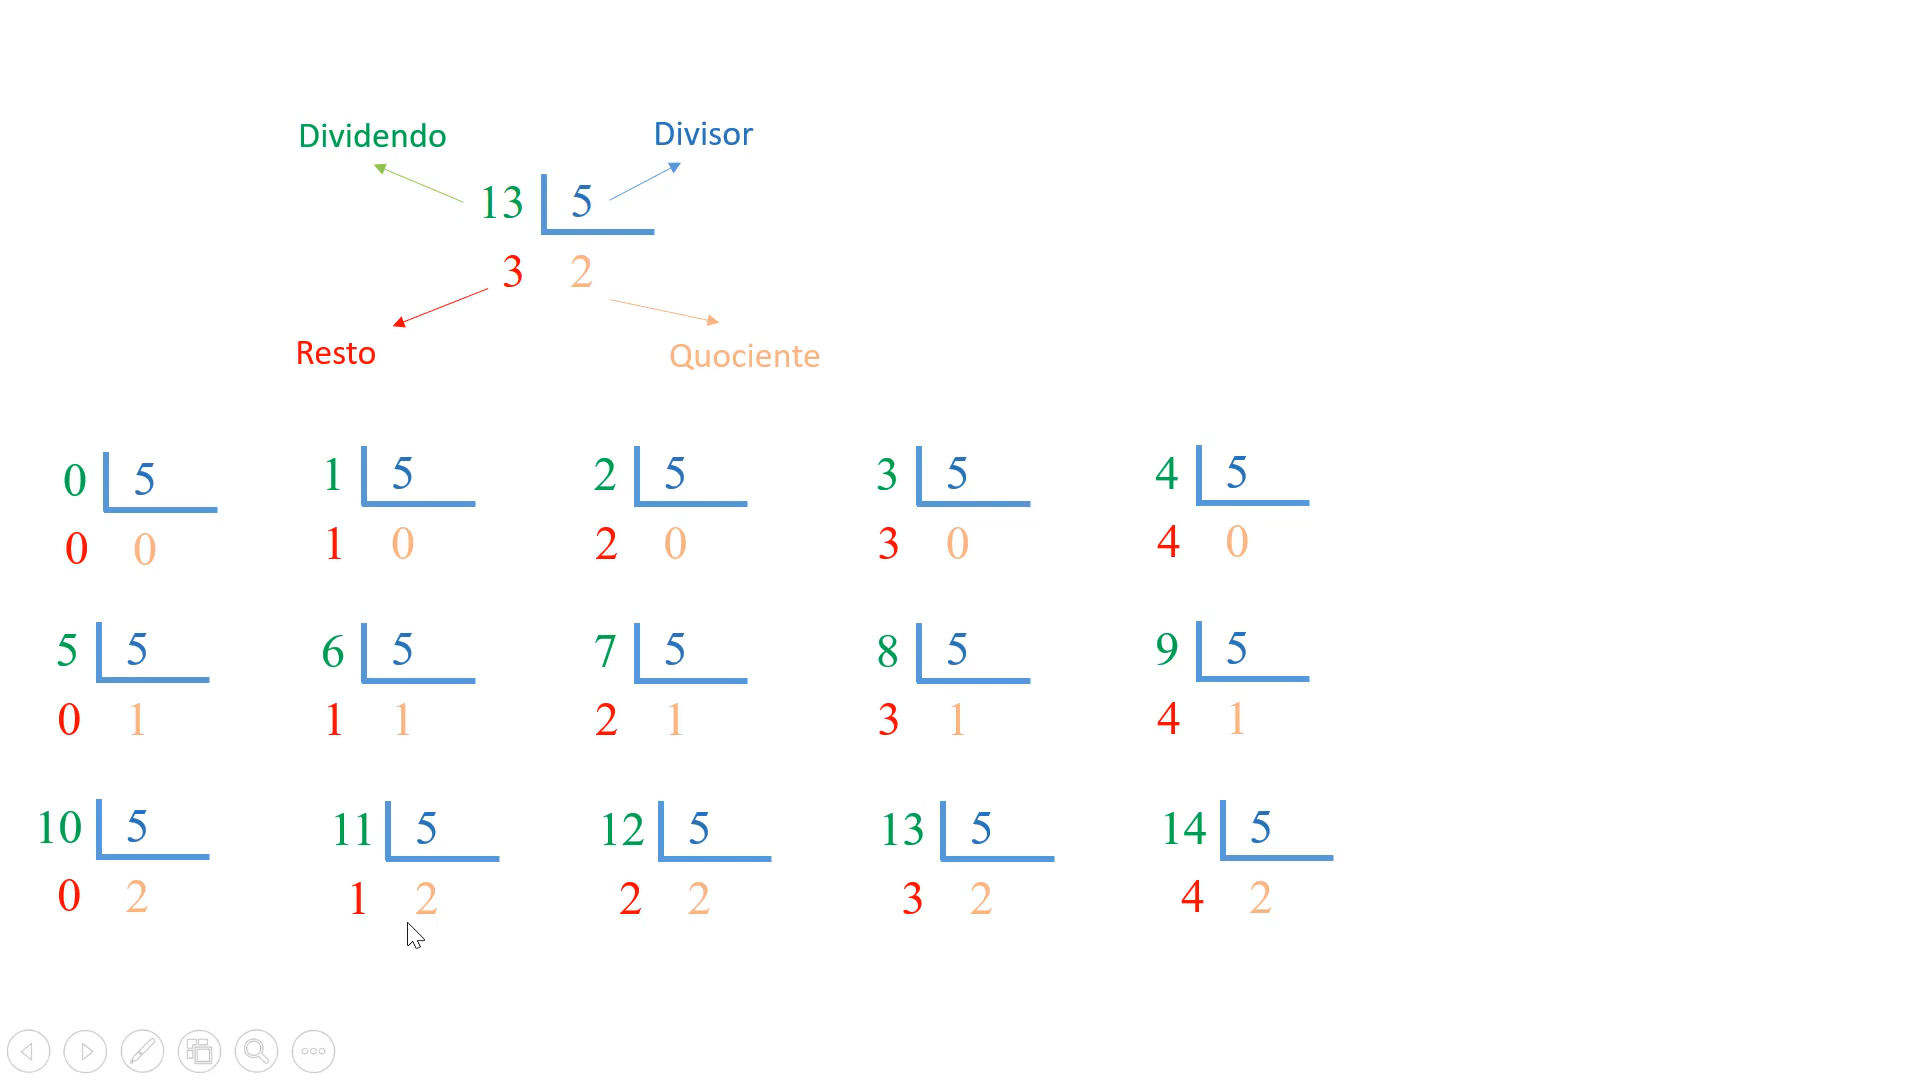 Dividendo Divisor
13 5
3 2
Resto Quociente
0 5 1 5 2 5 3 5 4 5
0 0 1 0 2 0 3 0 4 0
5 5 6 5 7 5 8 5 9 5
0 1 1 1 2 1 3 1 4 1
10 5 11 5 12 5 13 5 14 5
0 2 1 2 2 2 3 2 4 2